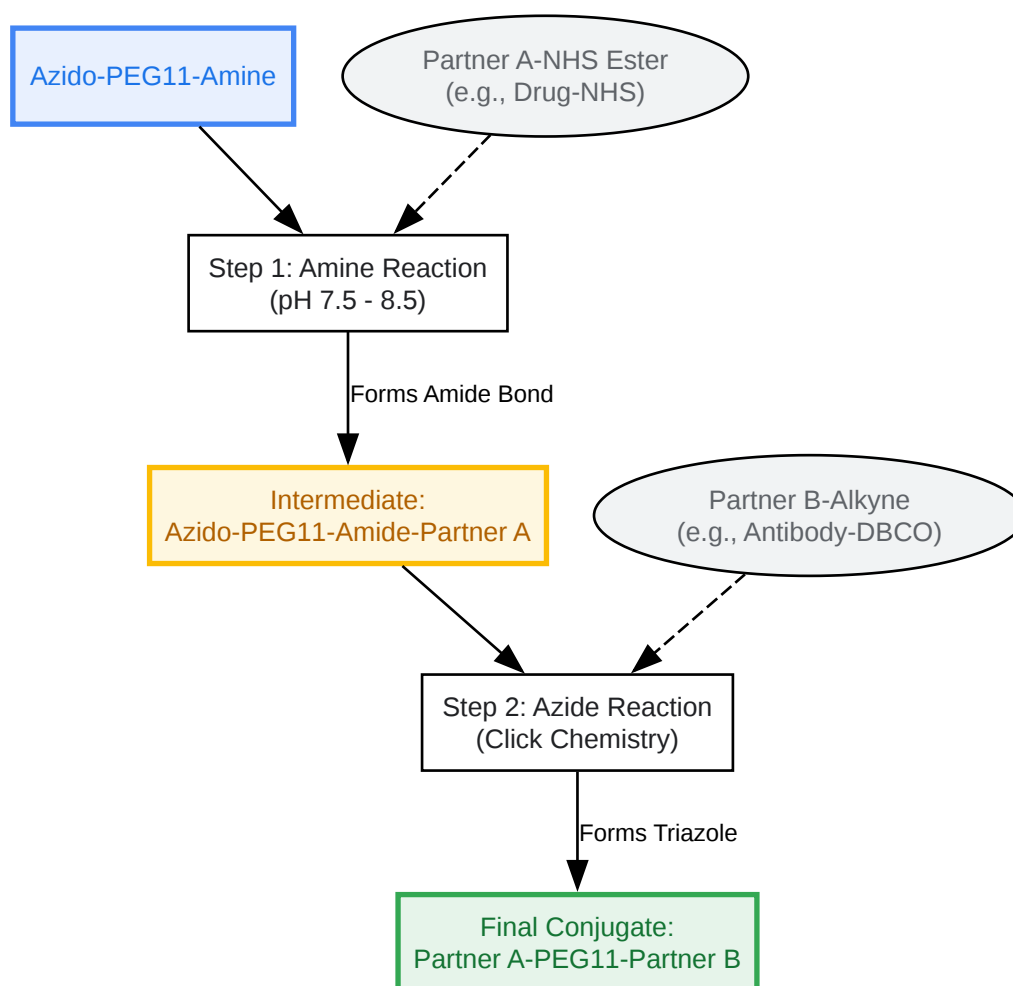 Azido-PEG11-Amine
Partner A-NHS Ester
(e.g., Drug-NHS)
Step 1: Amine Reaction
(pH 7.5 - 8.5)
Forms Amide Bond
Intermediate:
Azido-PEG11-Amide-Partner A
Partner B-Alkyne
(e.g., Antibody-DBCO)
Step 2: Azide Reaction
(Click Chemistry)
Forms Triazole
Final Conjugate:
Partner A-PEG11-Partner B